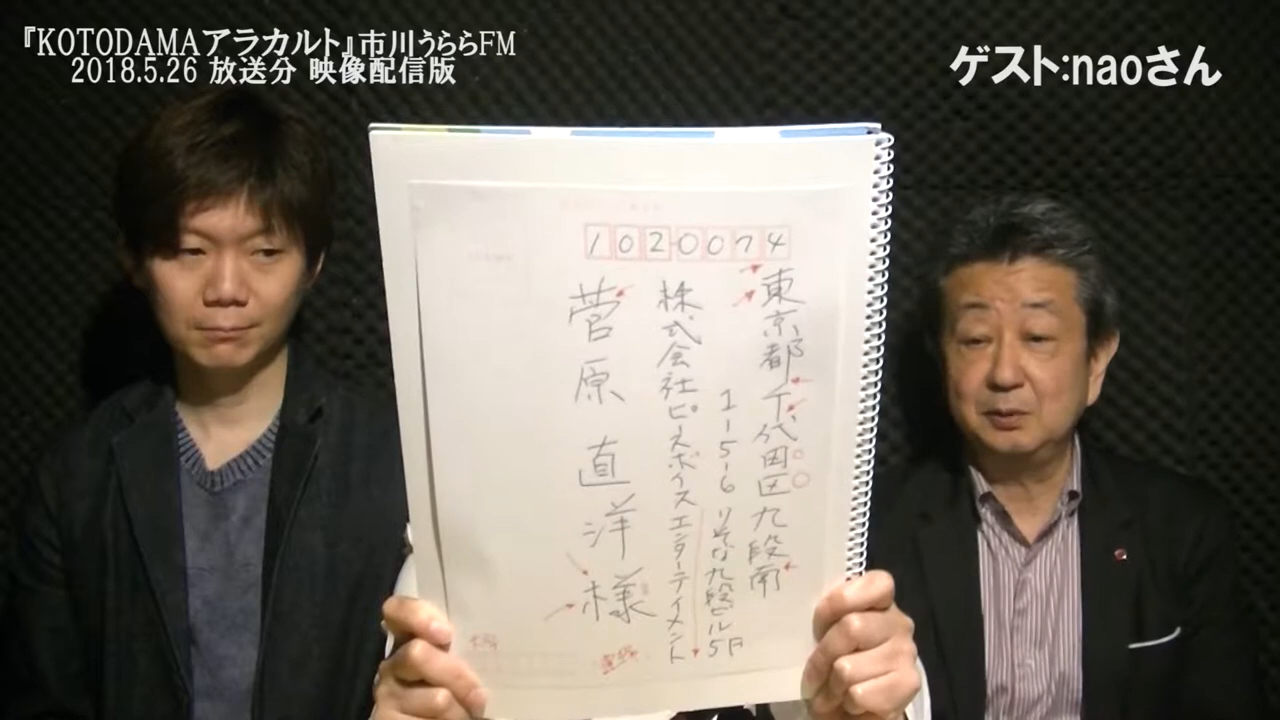 『KOTODAMAアラカルト』市川うららFM
2018.5.26 放送分 映像配信版
ゲスト:naoさん
1020074
東京都千代田区九段南
1-5-6 りそな九段ビル5F
株式会社ピースボイスエンターテイメント
菅原直洋様